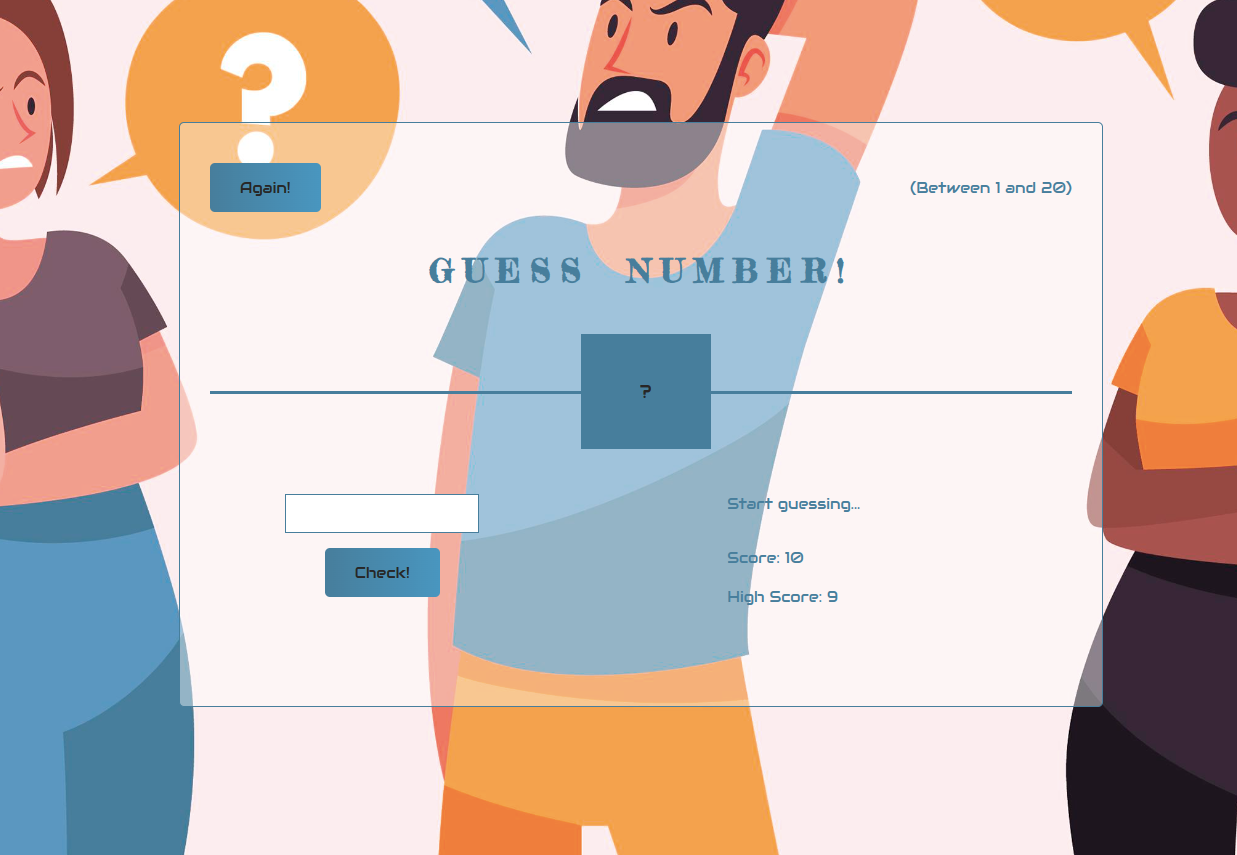 ?
Again!
(Between 1 and 20)
GUESS NUMBER!
?
Start guessing...
Score: 10
Check!
High Score: 9